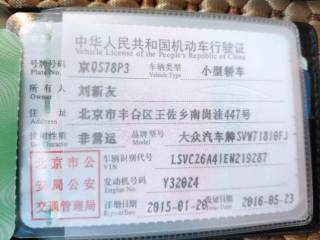 中华人民共和国机动车行驶证
Vehicle License of the People's Republic of China
号牌号码 京QS78P3 车辆类型 小型轿车
Plate No. Vehicle Type
所有人 刘新友
Owner
住址 北京市丰台区王佐乡南岗洼447号
Address
使用性质 非营运 品牌型号 大众汽车牌SVW71810FJ
Use Character Model
北京市公 车辆识别代号 LSVCZ6A41EN219287
VIN
安局公安 发动机号码 Y32024
Engine No.
交通管理局 注册日期 2015-01-20 发证日期 2016-05-23
Register Date Issue Date